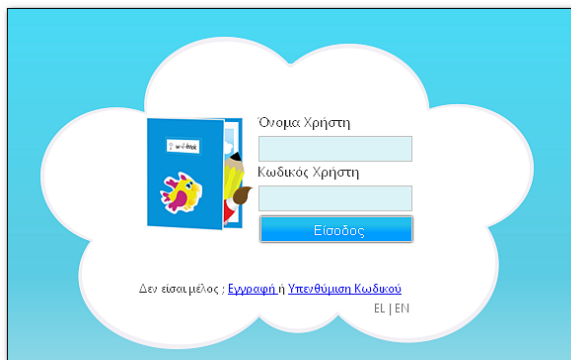 Όνομα Χρήστη
Κωδικός Χρήστη
Είσοδος
Δεν είσαι μέλος ; Εγγραφή ή Υπενθύμιση Κωδικού
EL | EN